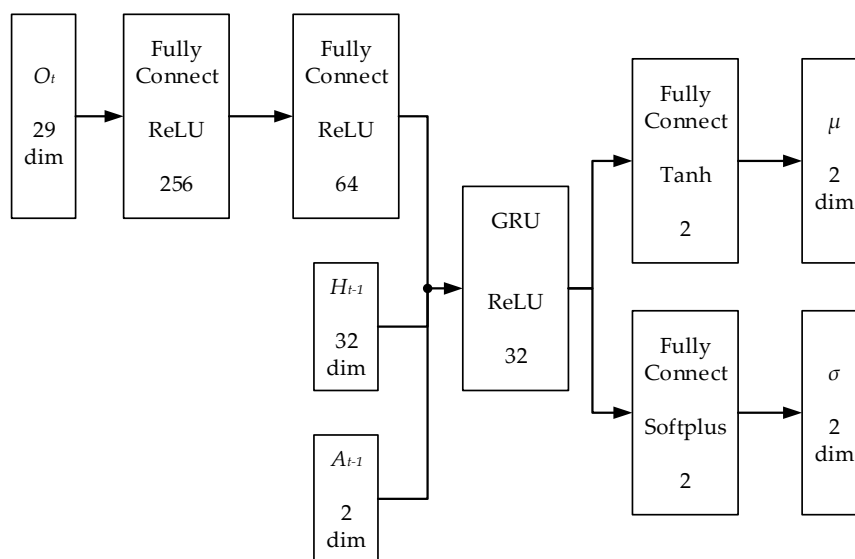 Ot
29
dim
Fully
Connect
ReLU
256
Fully
Connect
ReLU
64
Ht-1
32
dim
At-1
2
dim
GRU
ReLU
32
Fully
Connect
Tanh
2
μ
2
dim
Fully
Connect
Softplus
2
σ
2
dim